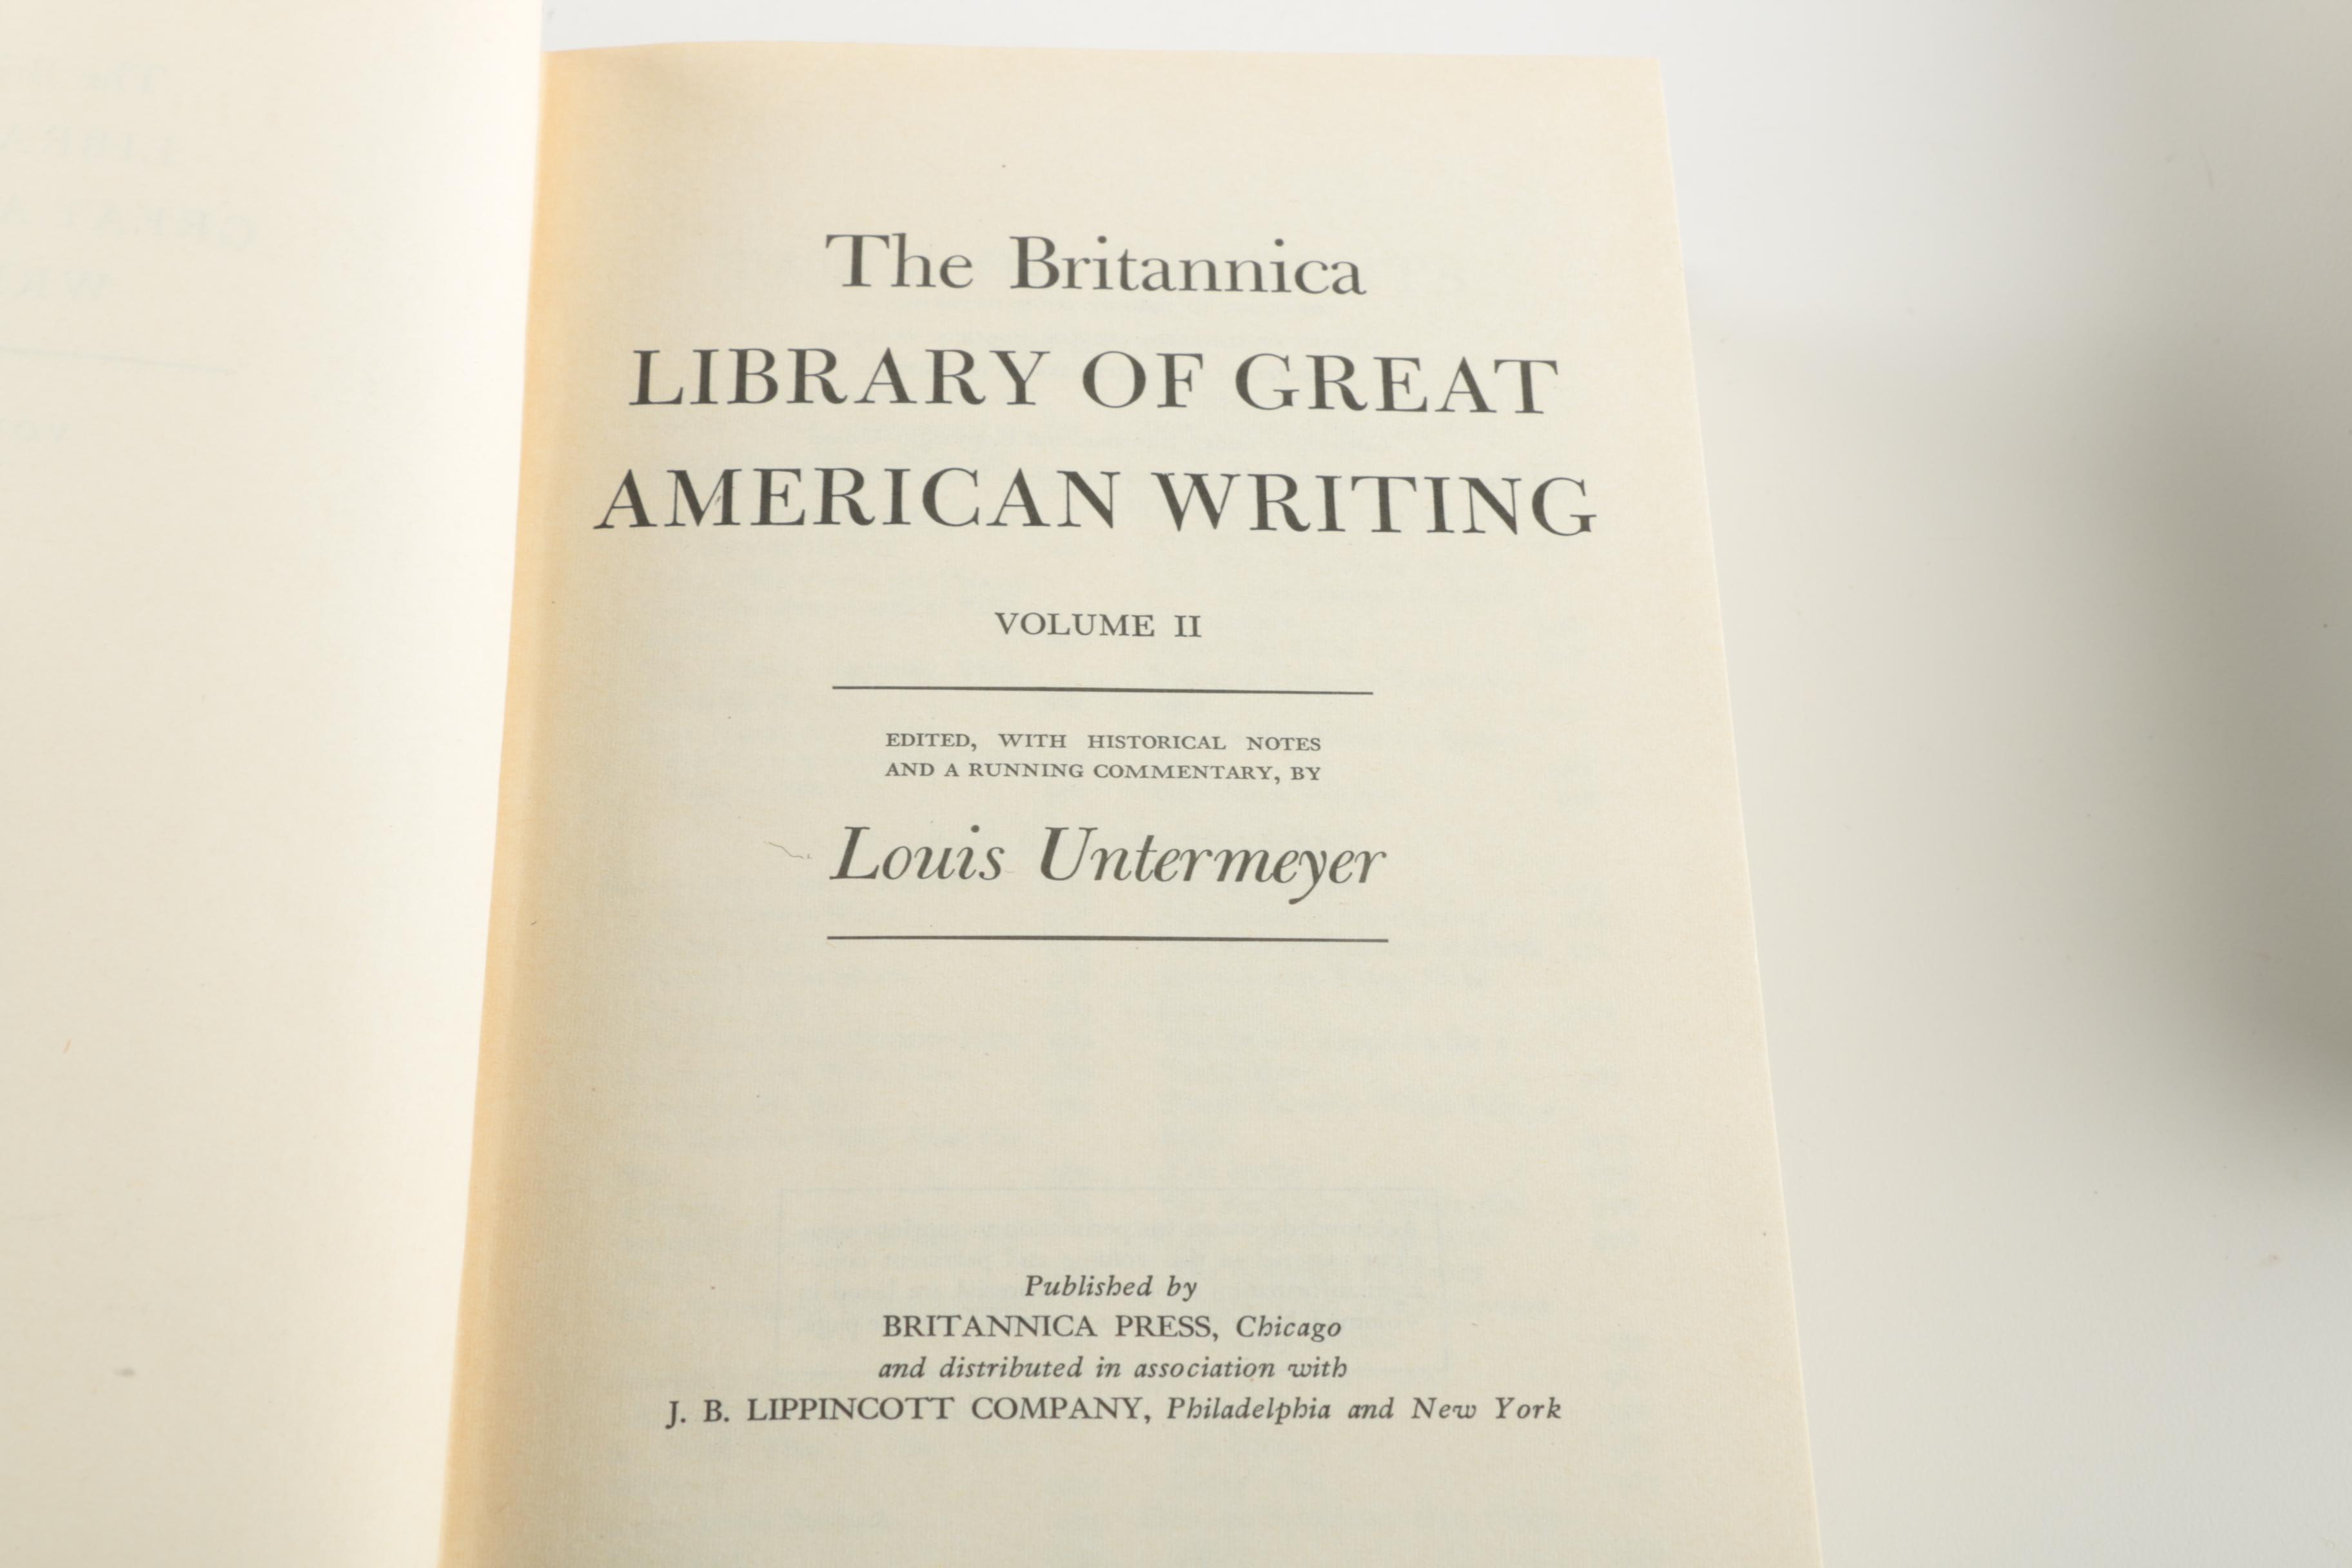 The Britannica
LIBRARY OF GREAT
AMERICAN WRITING
VOLUME II
EDITED, WITH HISTORICAL NOTES
AND A RUNNING COMMENTARY, BY
Louis Untermeyer
Published by
BRITANNICA PRESS, Chicago
and distributed in association with
J. B. LIPPINCOTT COMPANY, Philadelphia and New York